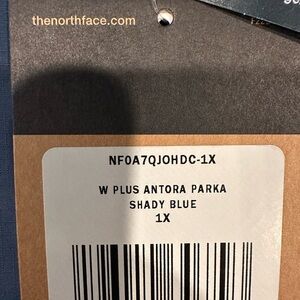 thenorthface.com
NF0A7QJOHDC-1X
W PLUS ANTORA PARKA
SHADY BLUE
1X